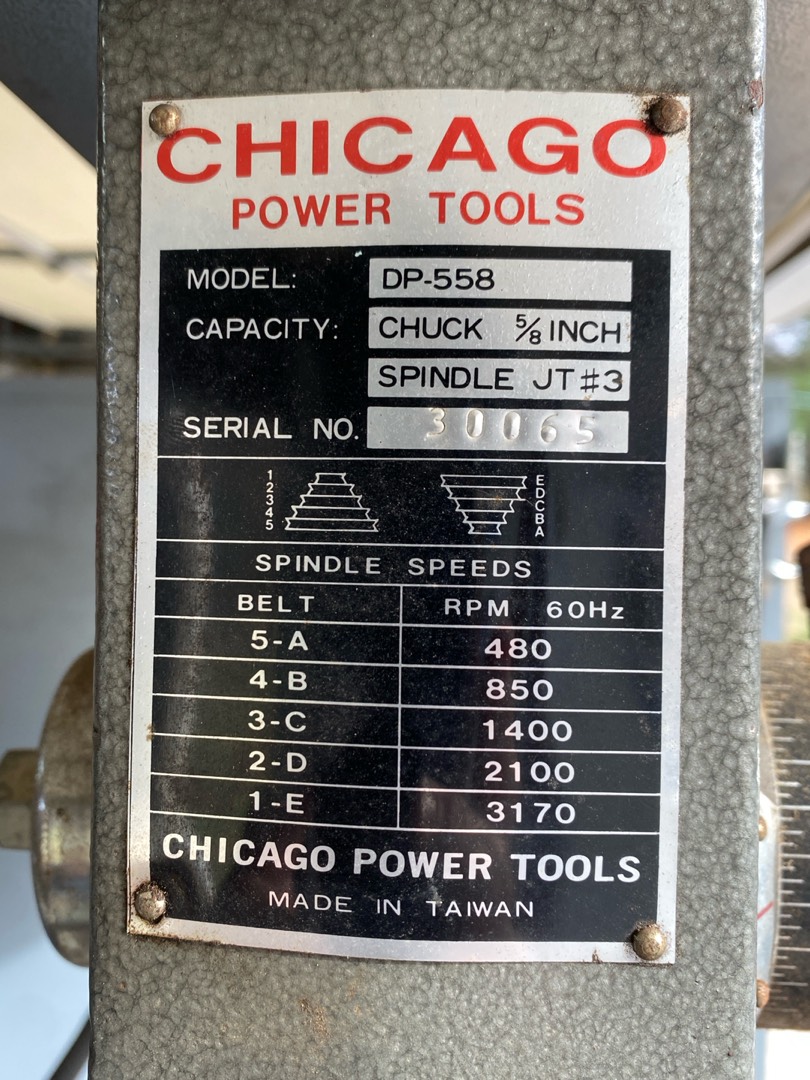 CHICAGO
POWER TOOLS
MODEL: DP-558
CAPACITY: CHUCK 5/8 INCH
SPINDLE JT#3
SERIAL NO. 30065
1 E
2 D
3 C
4 B
5 A
SPINDLE SPEEDS
BELT RPM 60Hz
5-A 480
4-B 850
3-C 1400
2-D 2100
1-E 3170
CHICAGO POWER TOOLS
MADE IN TAIWAN